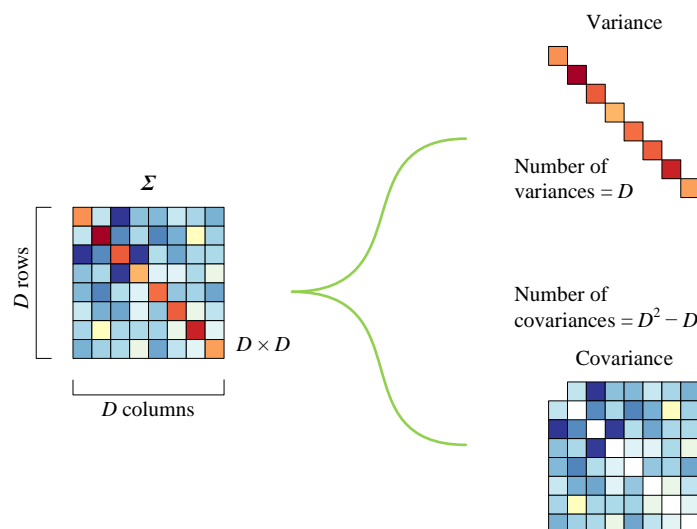 Variance
Number of
variances = D
Σ
D rows
D × D
D columns
Number of
covariances = D² − D
Covariance